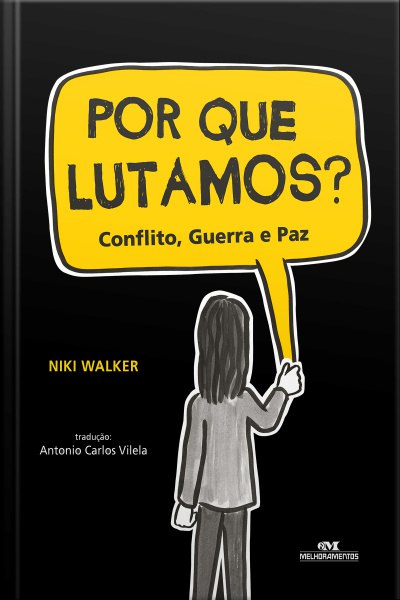 POR QUE
LUTAMOS?
Conflito, Guerra e Paz
NIKI WALKER
tradução:
Antonio Carlos Vilela
MELHORAMENTOS